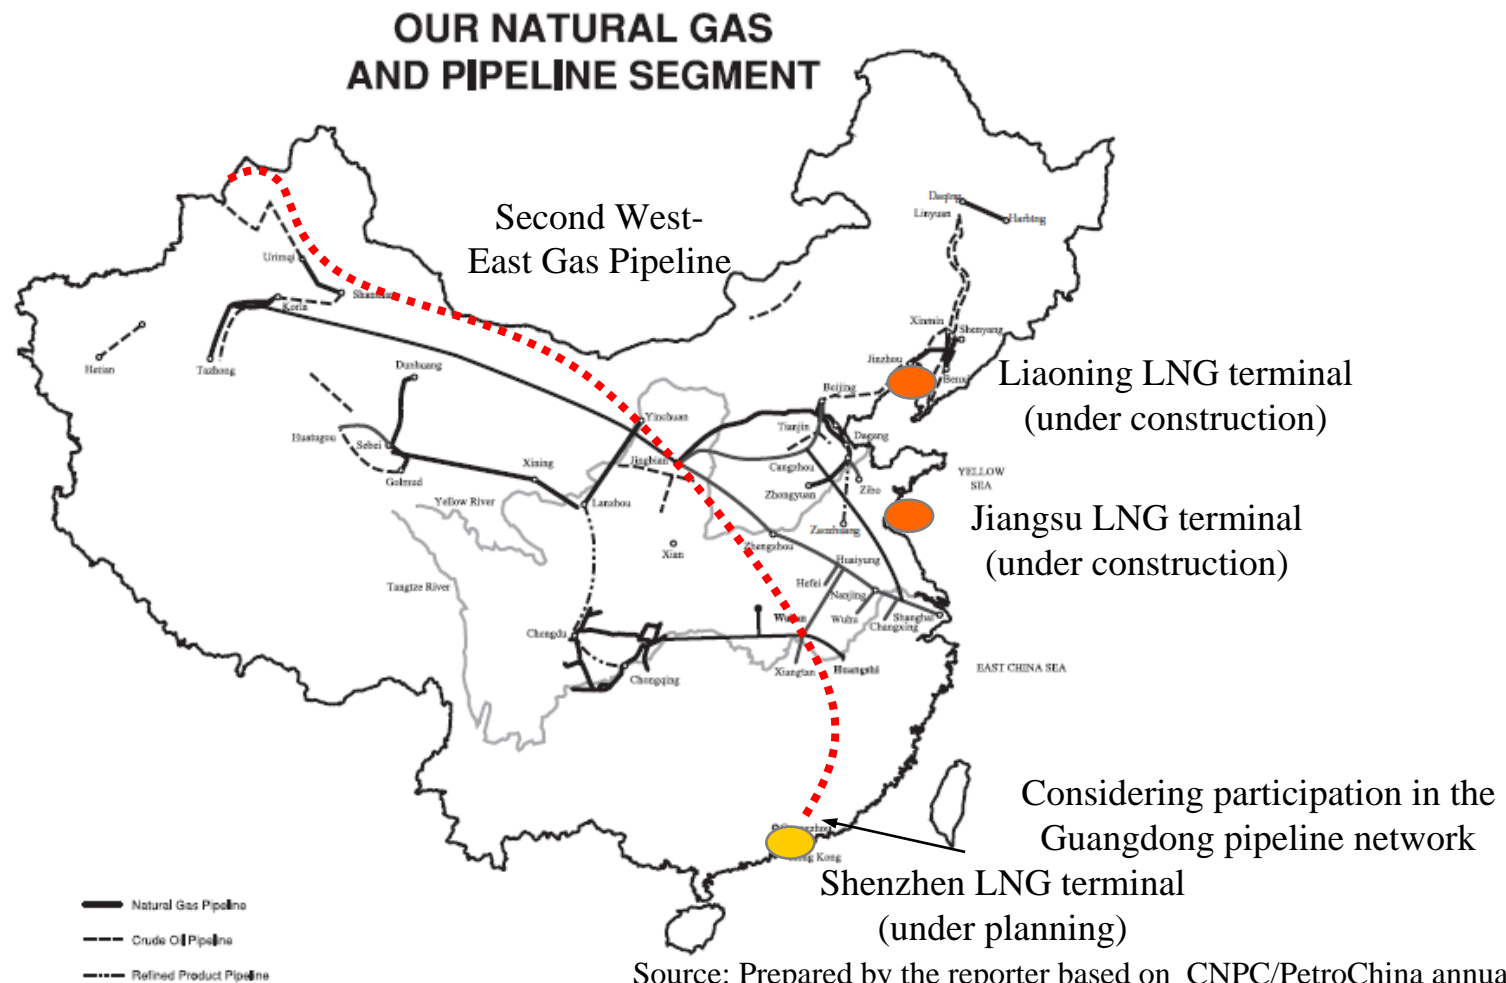 OUR NATURAL GAS
AND PIPELINE SEGMENT
Second West-
East Gas Pipeline
Daqing
Linyuan
Harbing
Urimqi
Korla
Hetian
Tazhong
Dunhuang
Xinmin
Shenyang
Jinzhou
Benxi
Liaoning LNG terminal
(under construction)
Beijing
Yinchuan
Tianjin
Dagang
Huatugou
Sebei
Golmud
Xining
Jingbian
Cangzhou
Zhongyuan
Zibo
YELLOW
SEA
Yellow River
Lanzhou
Jiangsu LNG terminal
(under construction)
Zaozhuang
Zhengzhou
Xian
Huaiyang
Hefei
Nanjing
Tangtze River
Wuhan
Wuhu
Shanghai
Changxing
Chengdu
Chongqing
Xiangtan
Huangshi
EAST CHINA SEA
Considering participation in the
Guangdong pipeline network
Kong
Shenzhen LNG terminal
(under planning)
Natural Gas Pipeline
Crude Oil Pipeline
Refined Product Pipeline
Source: Prepared by the reporter based on CNPC/PetroChina annua